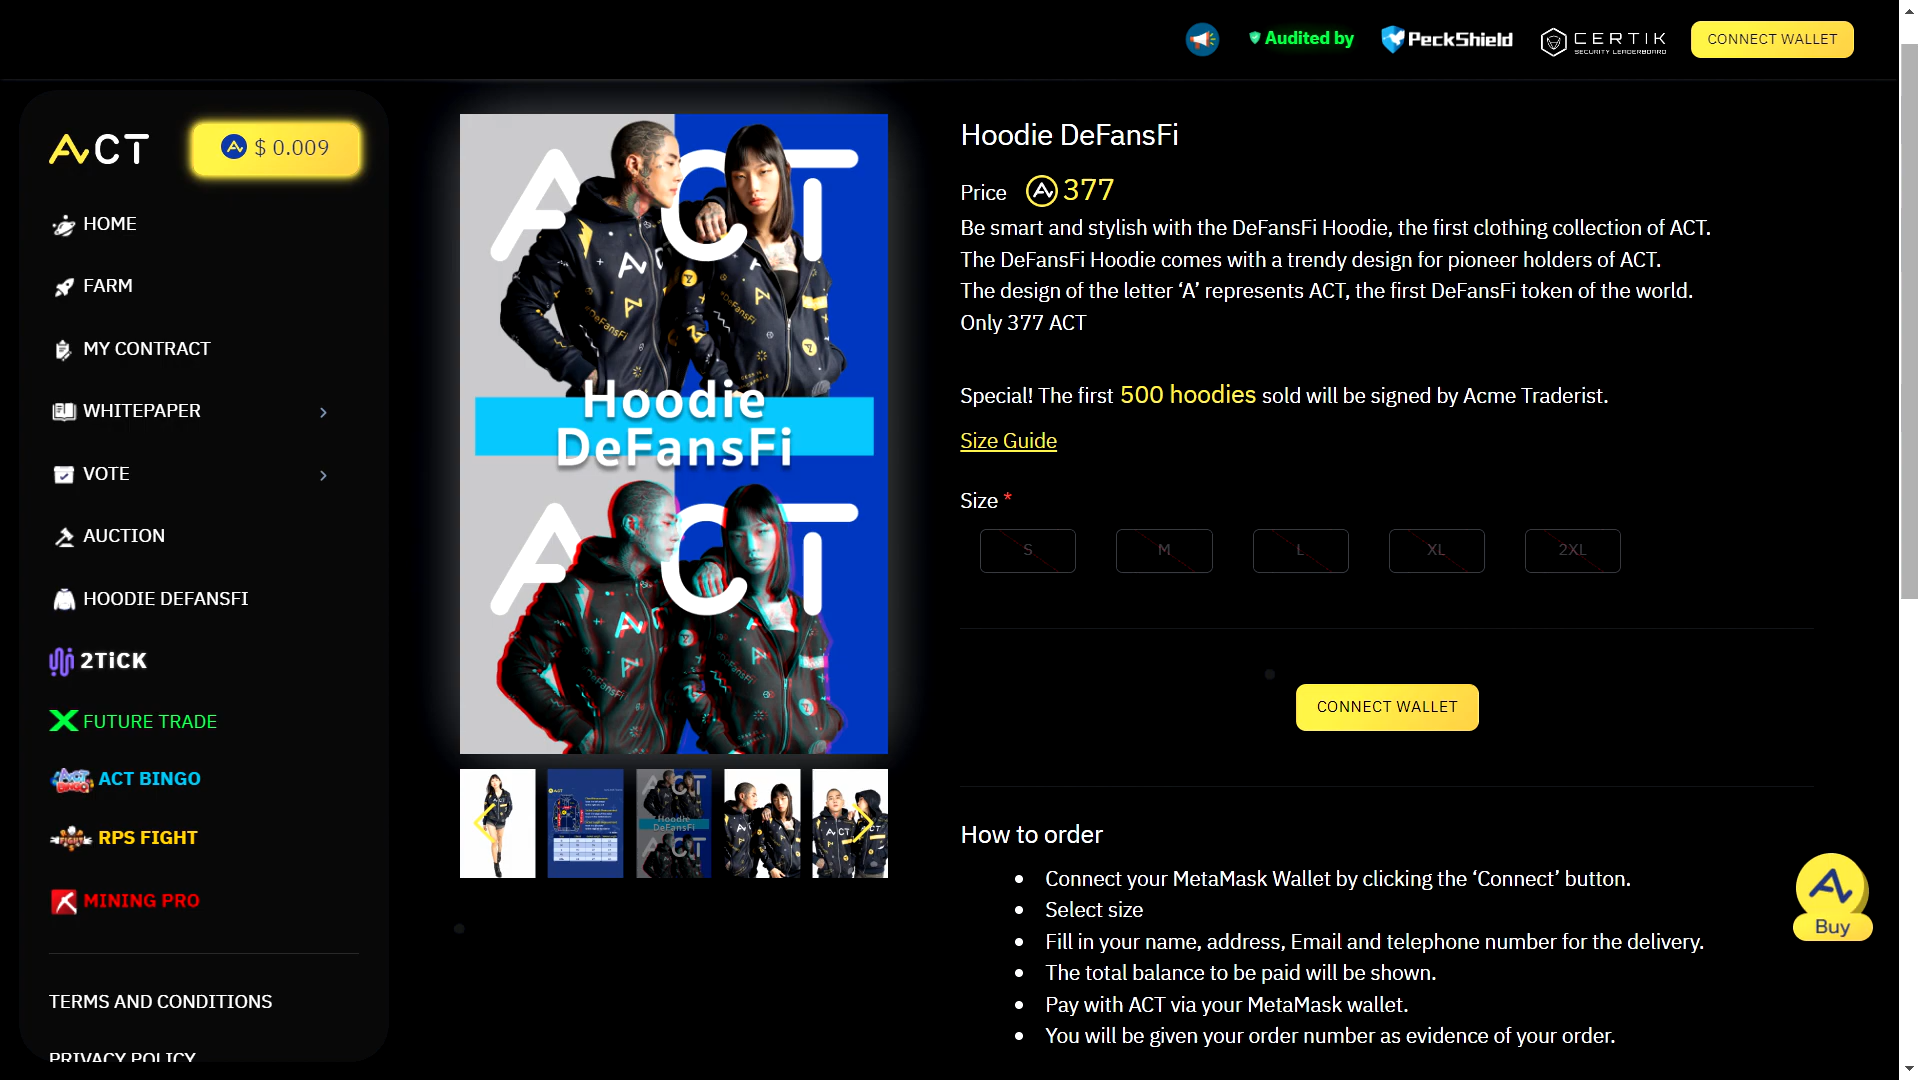 Audited by
PeckShield
CERTIK
SECURITY LEADERBOARD
CONNECT WALLET
ACT
$ 0.009
HOME
FARM
MY CONTRACT
WHITEPAPER
VOTE
AUCTION
HOODIE DEFANSFI
2TiCK
FUTURE TRADE
ACT BINGO
RPS FIGHT
MINING PRO
TERMS AND CONDITIONS
PRIVACY POLICY
ACT
Hoodie
DeFansFi
ACT
Hoodie DeFansFi
Price 377
Be smart and stylish with the DeFansFi Hoodie, the first clothing collection of ACT.
The DeFansFi Hoodie comes with a trendy design for pioneer holders of ACT.
The design of the letter ‘A’ represents ACT, the first DeFansFi token of the world.
Only 377 ACT
Special! The first 500 hoodies sold will be signed by Acme Traderist.
Size Guide
Size *
S M L XL 2XL
CONNECT WALLET
How to order
• Connect your MetaMask Wallet by clicking the ‘Connect’ button.
• Select size
• Fill in your name, address, Email and telephone number for the delivery.
• The total balance to be paid will be shown.
• Pay with ACT via your MetaMask wallet.
• You will be given your order number as evidence of your order.
Buy